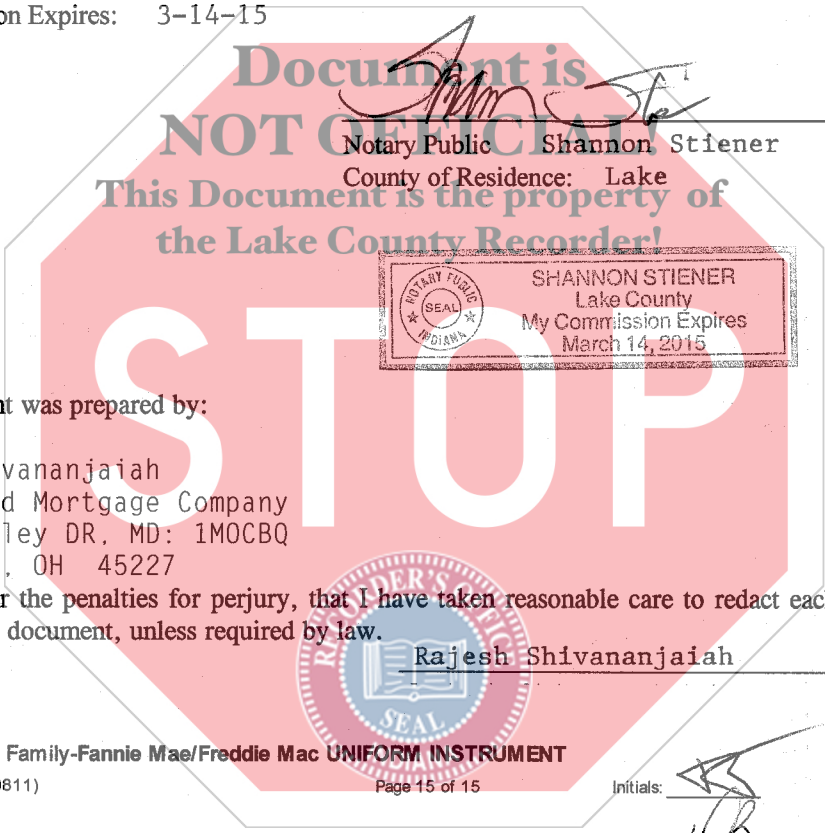 on Expires: 3-14-15
Document is
NOT OFFICIAL!
Notary Public Shannon Stiener
County of Residence: Lake
This Document is the property of
the Lake County Recorder!
NOTARY PUBLIC
SEAL
INDIANA
SHANNON STIENER
Lake County
My Commission Expires
March 14, 2015
STOP
nt was prepared by:
vananjaiah
d Mortgage Company
ley DR, MD: 1MOCBQ
, OH 45227
r the penalties for perjury, that I have taken reasonable care to redact eac
document, unless required by law.
Rajesh Shivananjaiah
RECORDER'S OFFICE
SEAL
INDIANA
Family-Fannie Mae/Freddie Mac UNIFORM INSTRUMENT
0811)
Page 15 of 15
Initials: